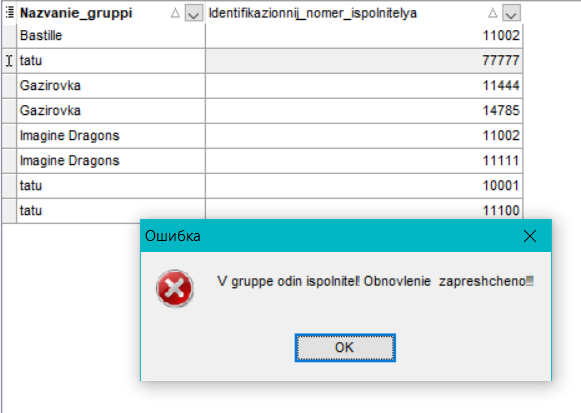 Nazvanie_gruppi Identifikazionnij_nomer_ispolnitelya
Bastille 11002
tatu 77777
Gazirovka 11444
Gazirovka 14785
Imagine Dragons 11002
Imagine Dragons 11111
tatu 10001
tatu 11100
Ошибка
'V gruppe odin ispolnitel! Obnovlenie zapreshcheno!!!
OK